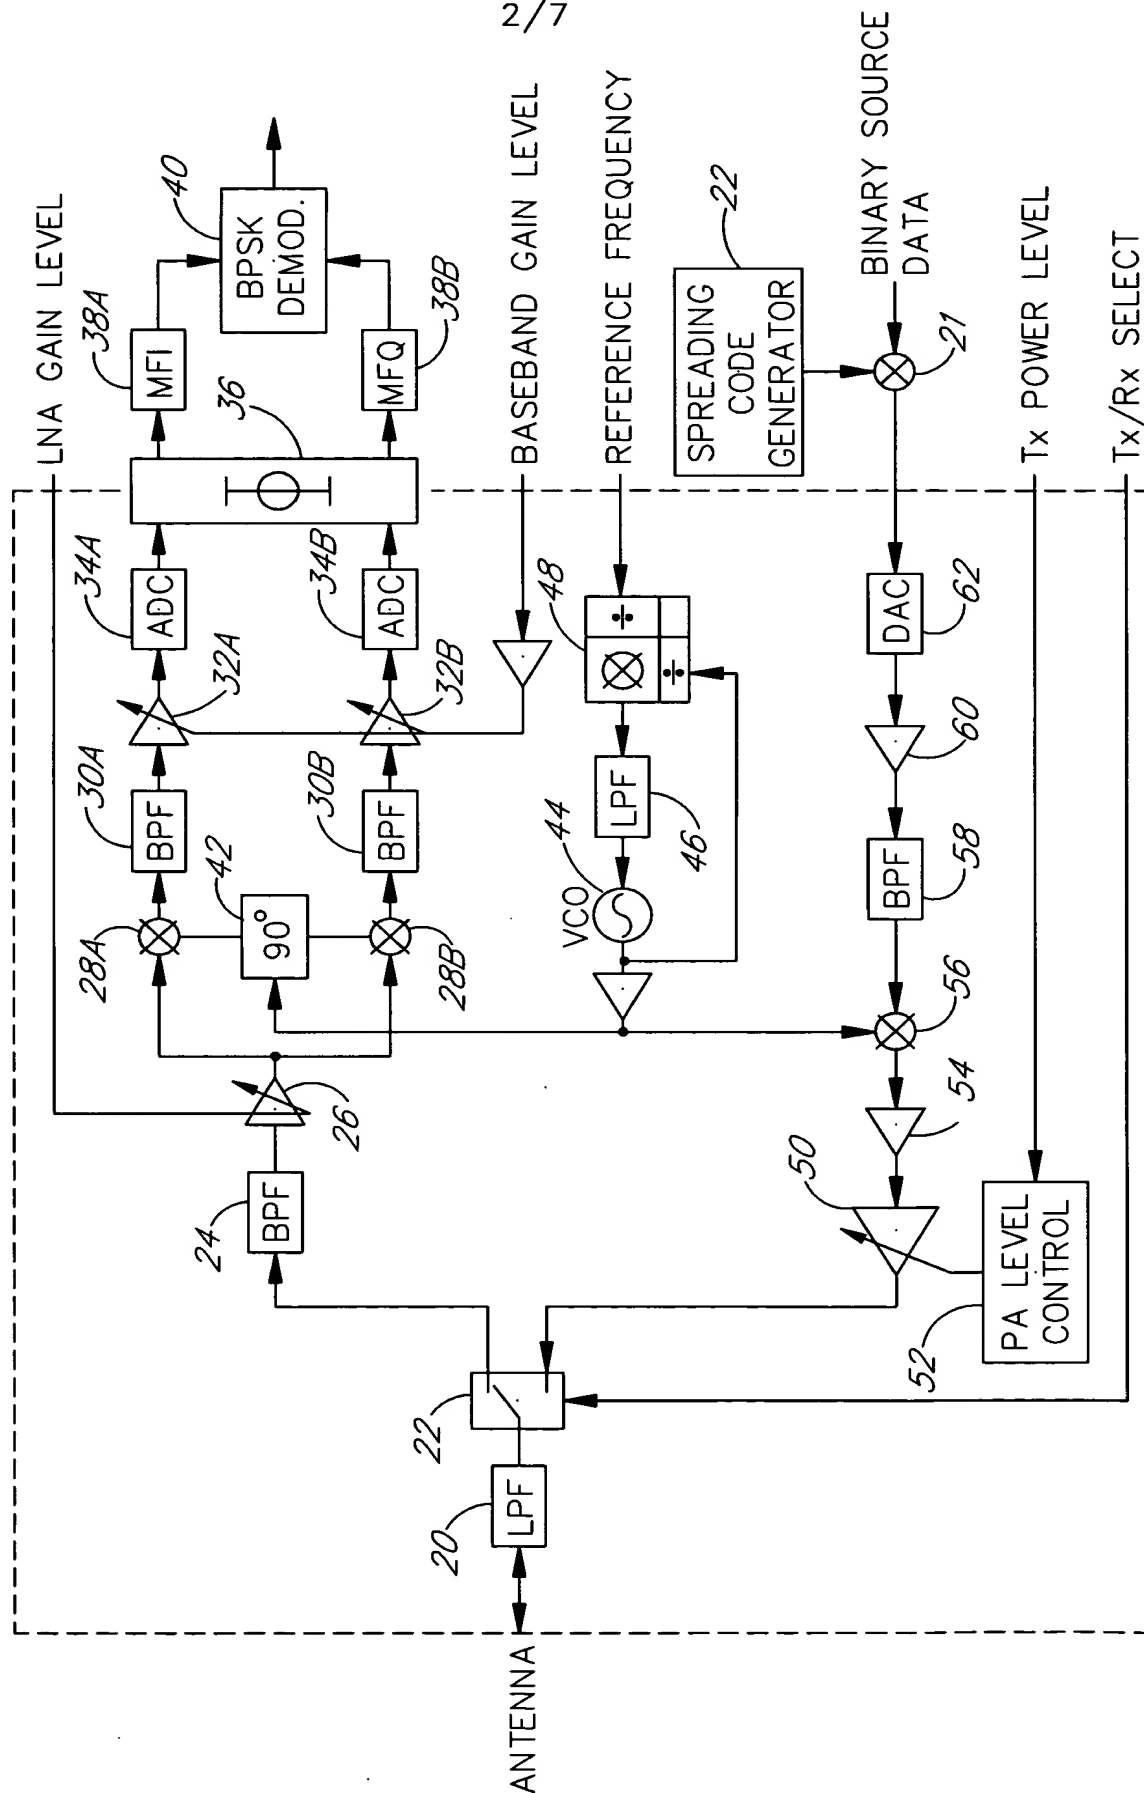 2/7
LNA GAIN LEVEL
40
BPSK
DEMOD.
38A
MFI
38B
MFQ
36
34A
ADC
34B
ADC
32A
32B
BASEBAND GAIN LEVEL
30A
BPF
30B
BPF
42
90°
28A
28B
26
24
BPF
REFERENCE FREQUENCY
48
÷
÷
LPF
46
44
VCO
22
SPREADING
CODE
GENERATOR
BINARY SOURCE
DATA
21
DAC
62
60
BPF
58
56
54
50
Tx POWER LEVEL
PA LEVEL
CONTROL
52
Tx/Rx SELECT
22
20
LPF
ANTENNA